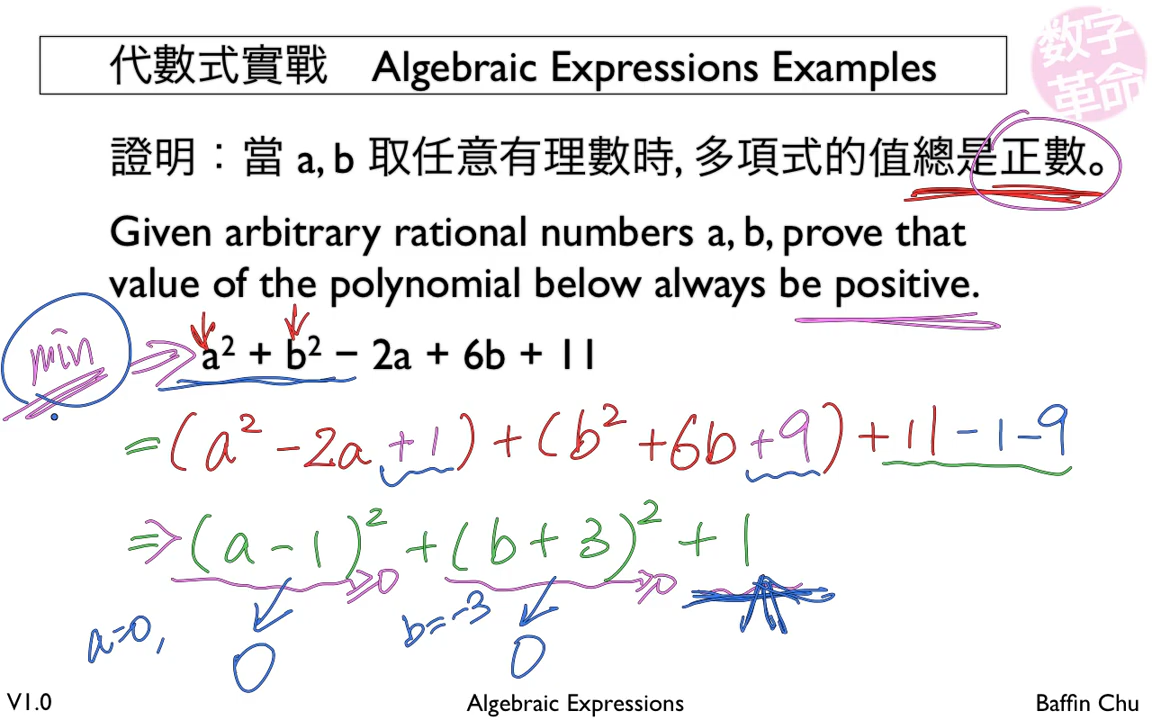 代數式實戰 Algebraic Expressions Examples
数字
革命
證明：當 a, b 取任意有理數時, 多項式的值總是正數。
Given arbitrary rational numbers a, b, prove that
value of the polynomial below always be positive.
min
a² + b² − 2a + 6b + 11
= (a² − 2a + 1) + (b² + 6b + 9) + 11 − 1 − 9
⇒ (a − 1)² + (b + 3)² + 1
≥0 ≥0
a=0, b=−3
0 0
V1.0 Algebraic Expressions Baffin Chu